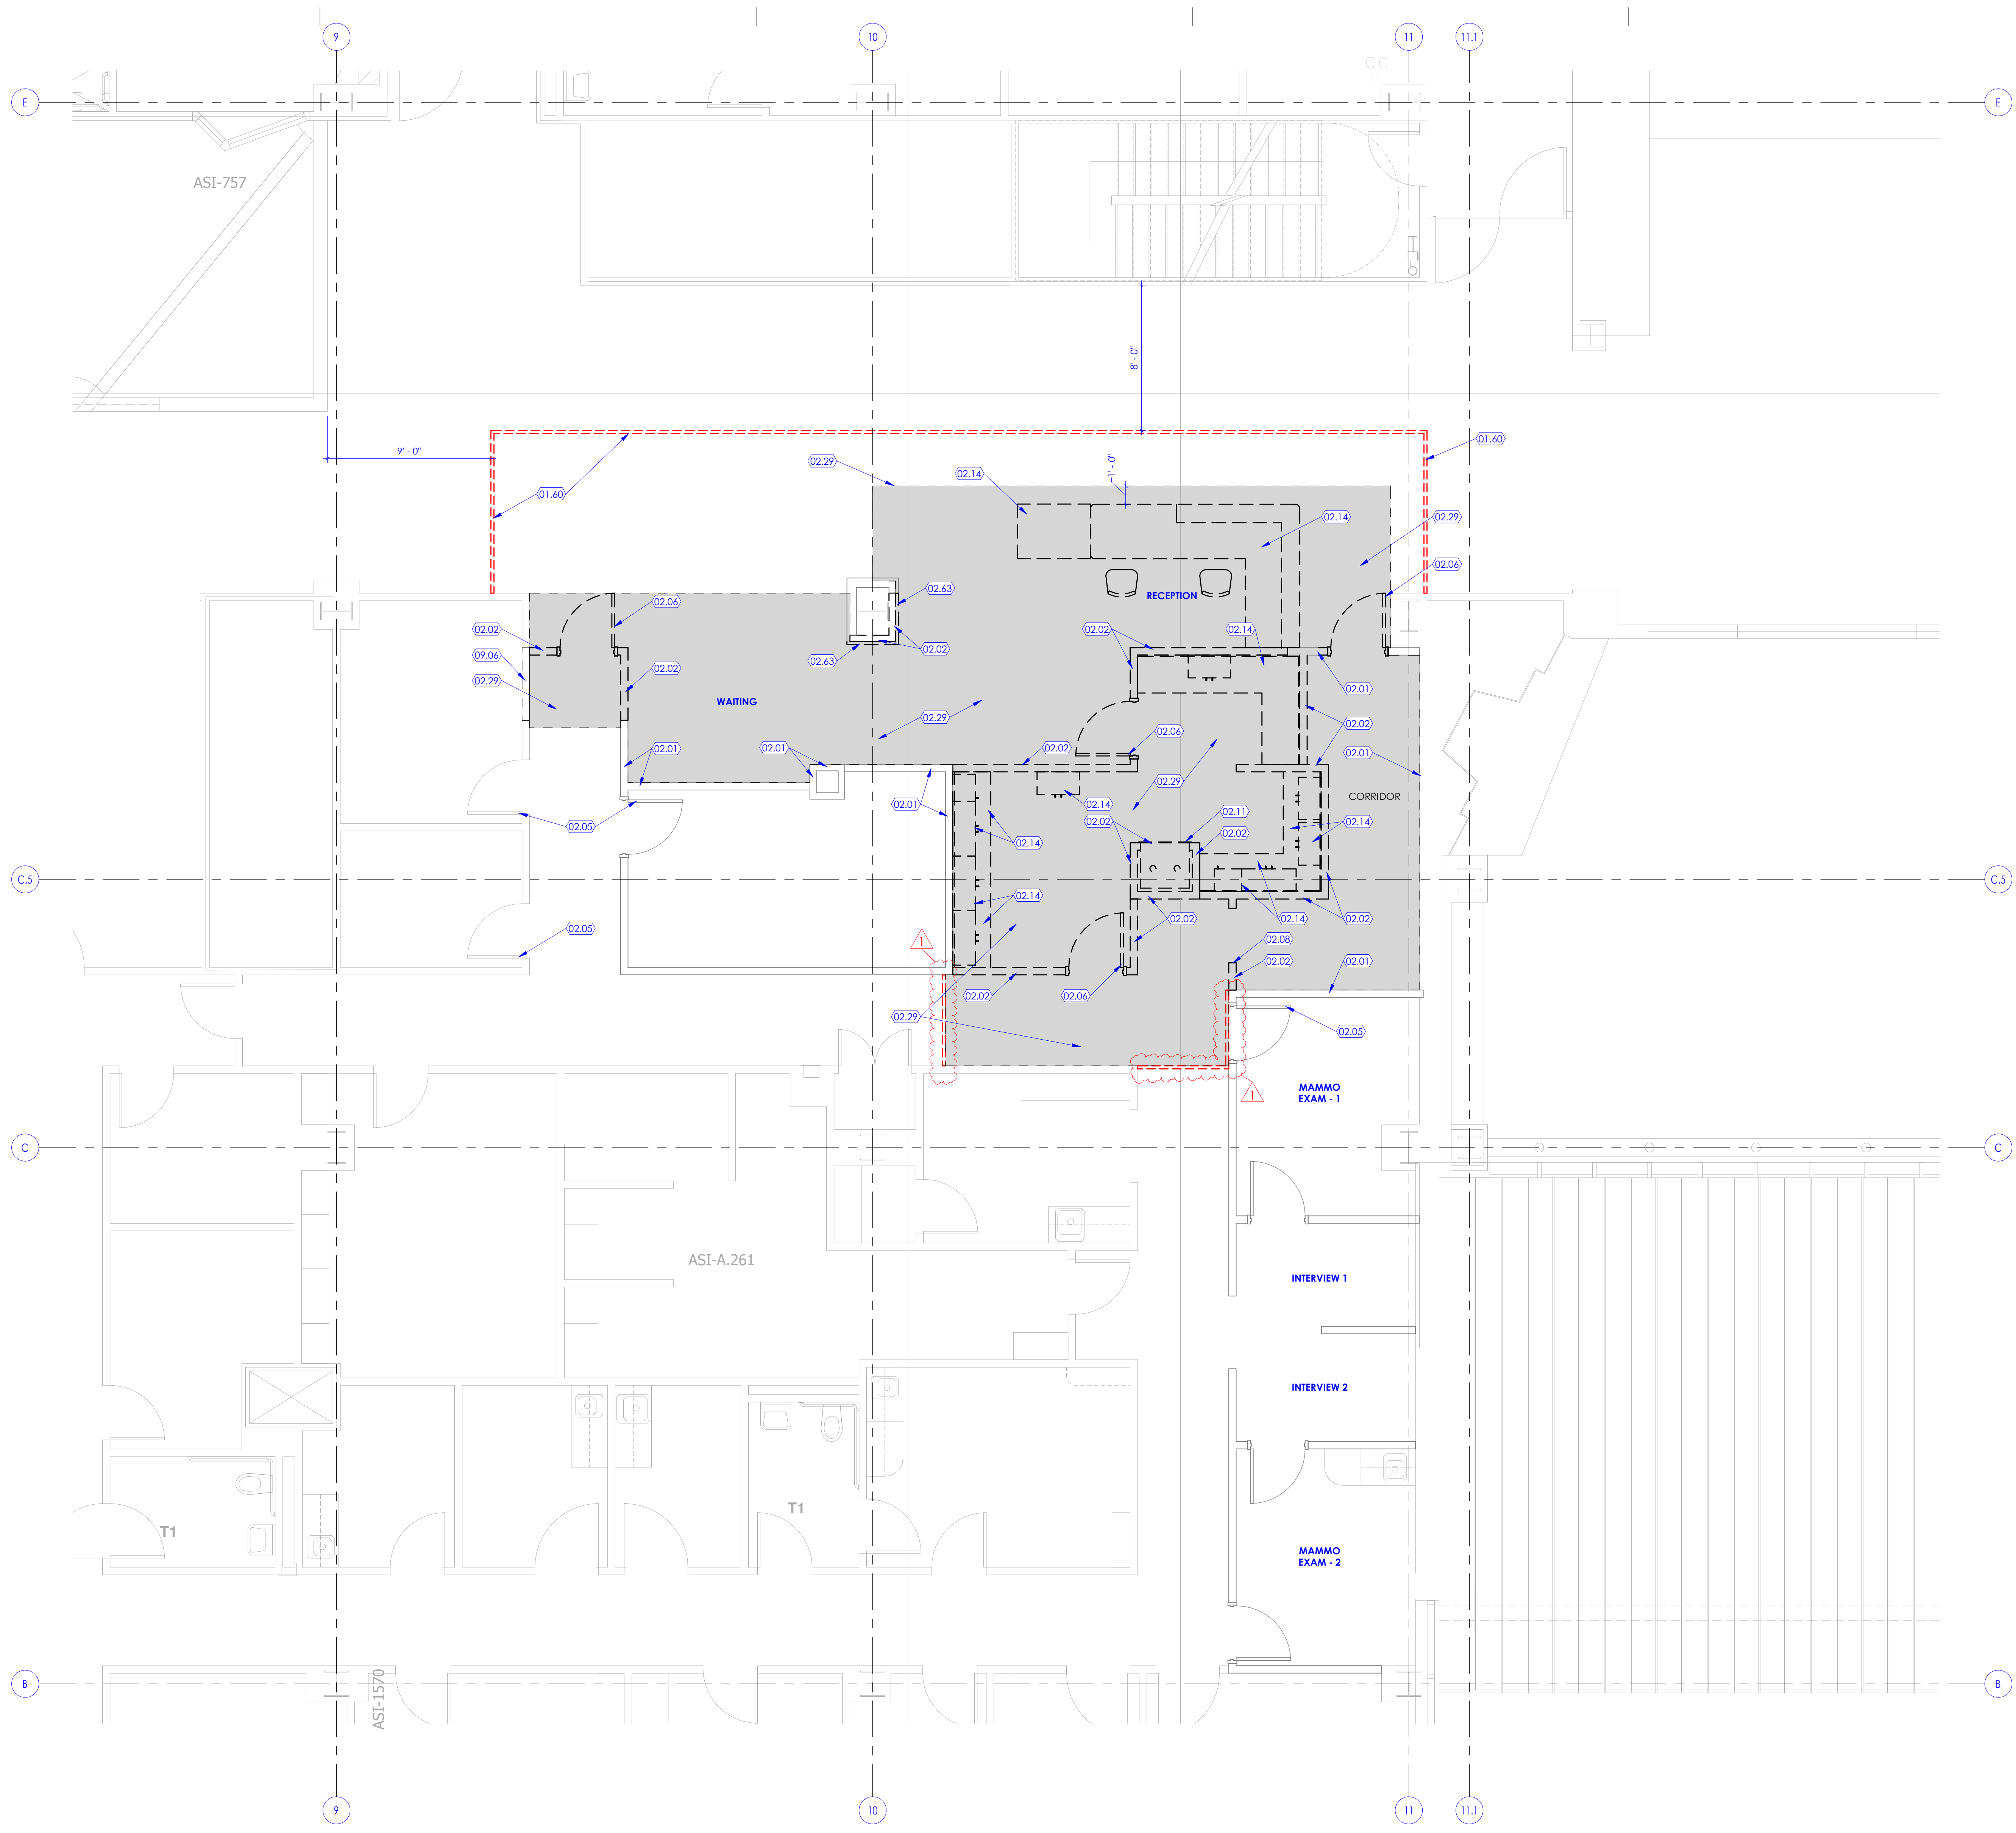 9
10
11
11.1
C G
E
E
ASI-757
8' - 0"
9' - 0"
01.60
02.29
02.14
1' - 0"
01.60
02.14
02.29
02.06
02.63
RECEPTION
02.06
02.02
02.02
02.14
09.06
02.02
02.63
02.29
02.02
02.01
WAITING
02.29
02.02
02.06
02.01
02.01
02.02
02.01
02.29
CORRIDOR
02.01
02.14
02.11
02.05
02.02
02.14
02.02
02.14
C.5
C.5
02.14
02.02
02.14
02.02
02.05
1
02.08
02.02
02.01
02.02
02.06
02.29
02.05
MAMMO
EXAM - 1
1
C
C
ASI-A.261
INTERVIEW 1
INTERVIEW 2
T1
T1
MAMMO
EXAM - 2
B
B
ASI-1570
9
10
11
11.1